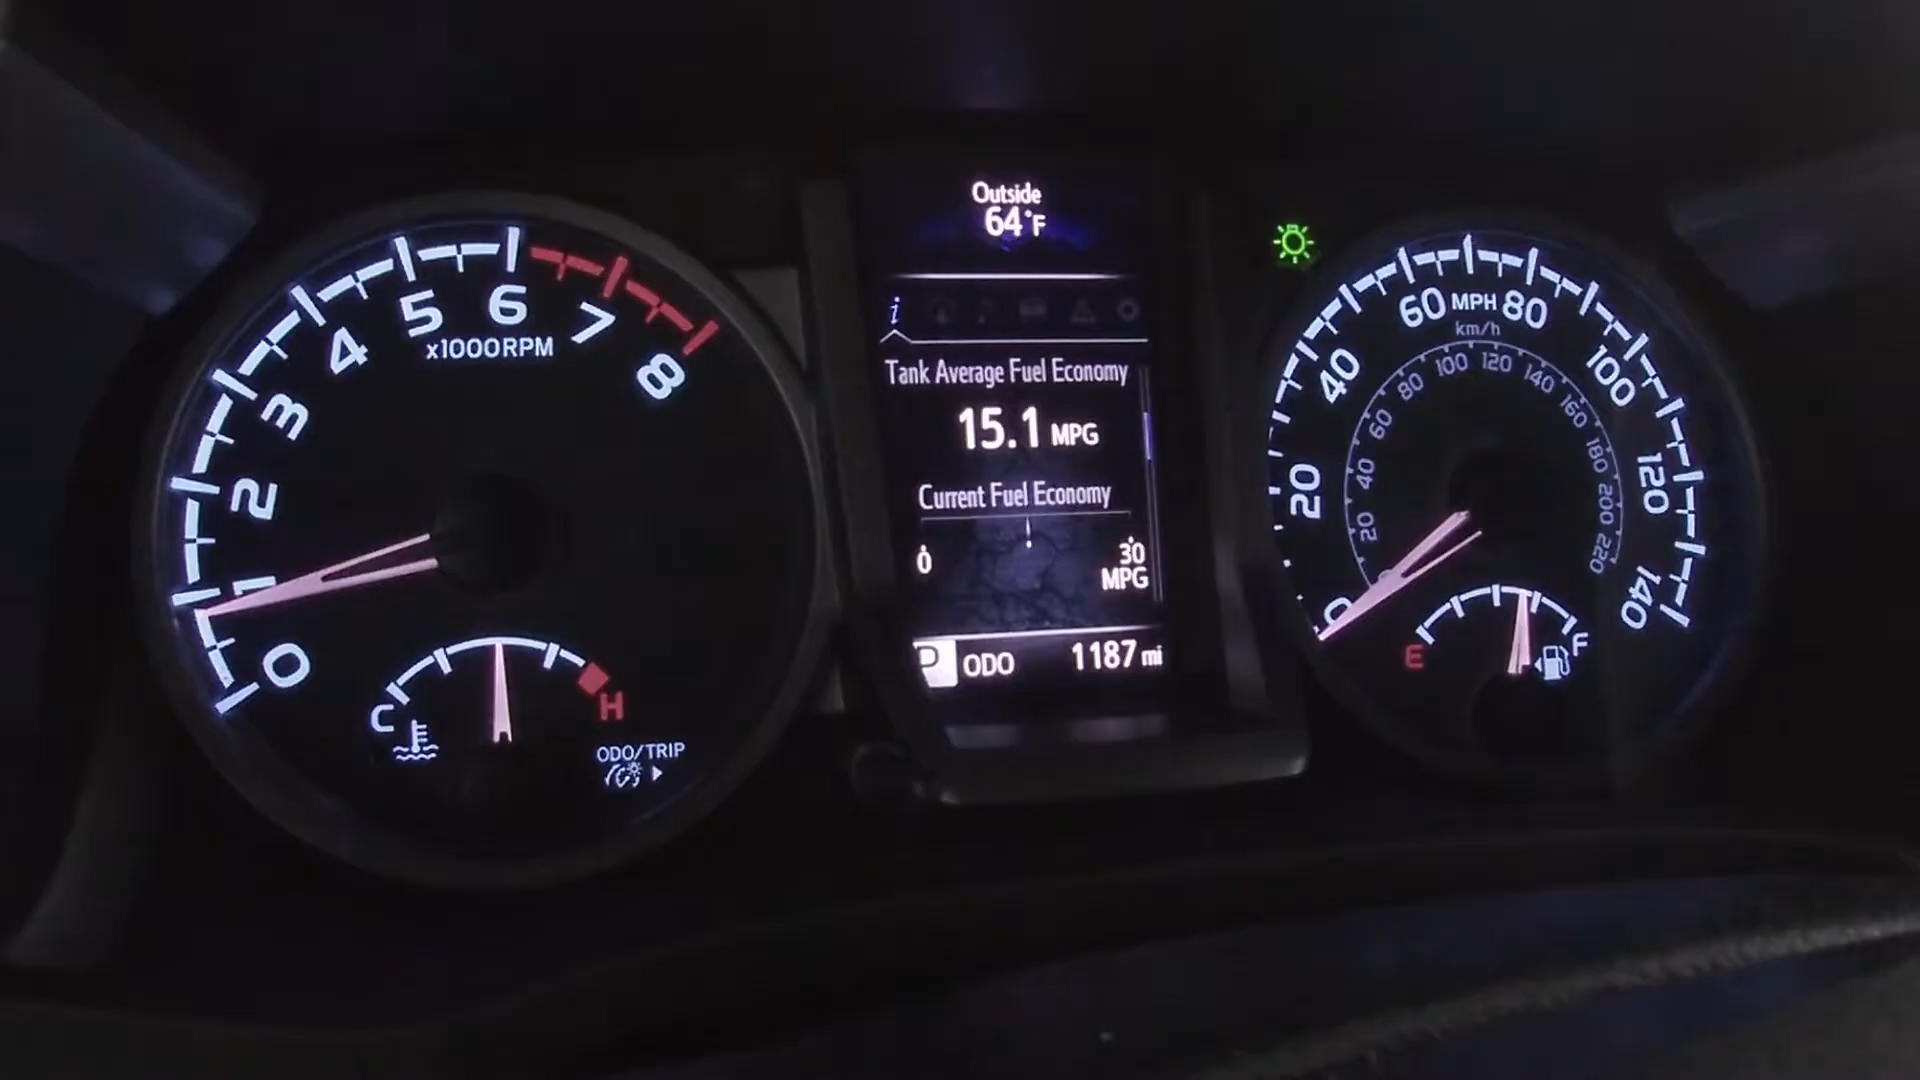 0
1
2
3
4
5
6
7
8
x1000RPM
C
H
ODO/TRIP
Outside
64°F
i
Tank Average Fuel Economy
15.1 MPG
Current Fuel Economy
0
30
MPG
P ODO 1187 mi
0
20
40
60 MPH 80
100
120
140
km/h
20
40
60
80
100
120
140
160
180
200
220
E
F